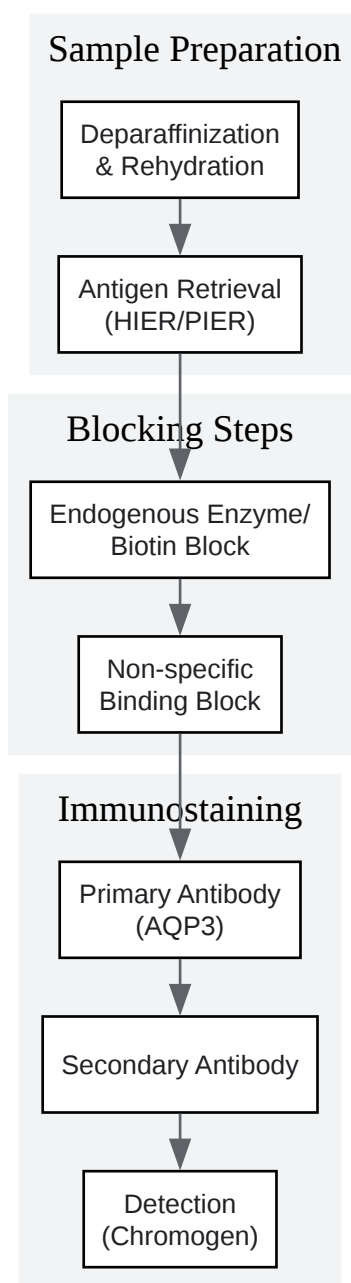 Sample Preparation
Deparaffinization
& Rehydration
Antigen Retrieval
(HIER/PIER)
Blocking Steps
Endogenous Enzyme/
Biotin Block
Non-specific
Binding Block
Immunostaining
Primary Antibody
(AQP3)
Secondary Antibody
Detection
(Chromogen)